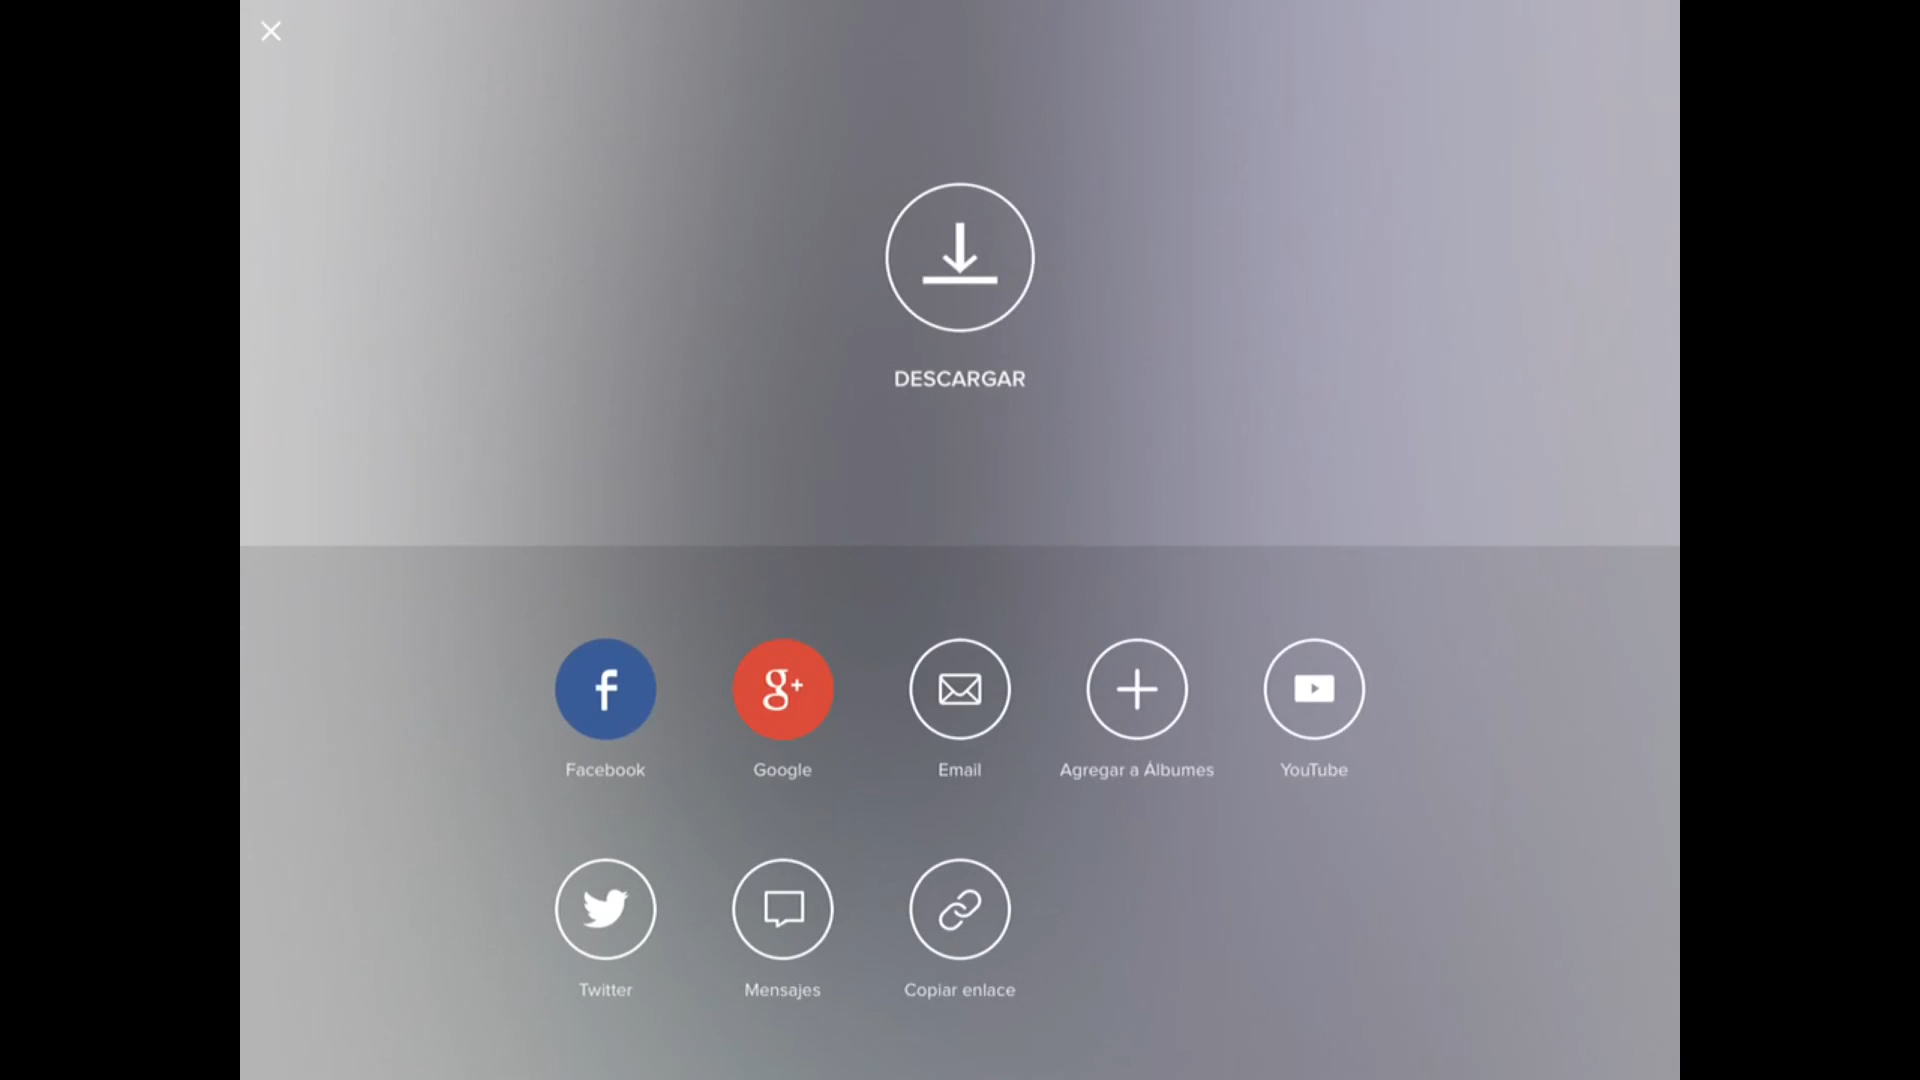 DESCARGAR
f
g+
Facebook
Google
Email
Agregar a Álbumes
YouTube
Twitter
Mensajes
Copiar enlace